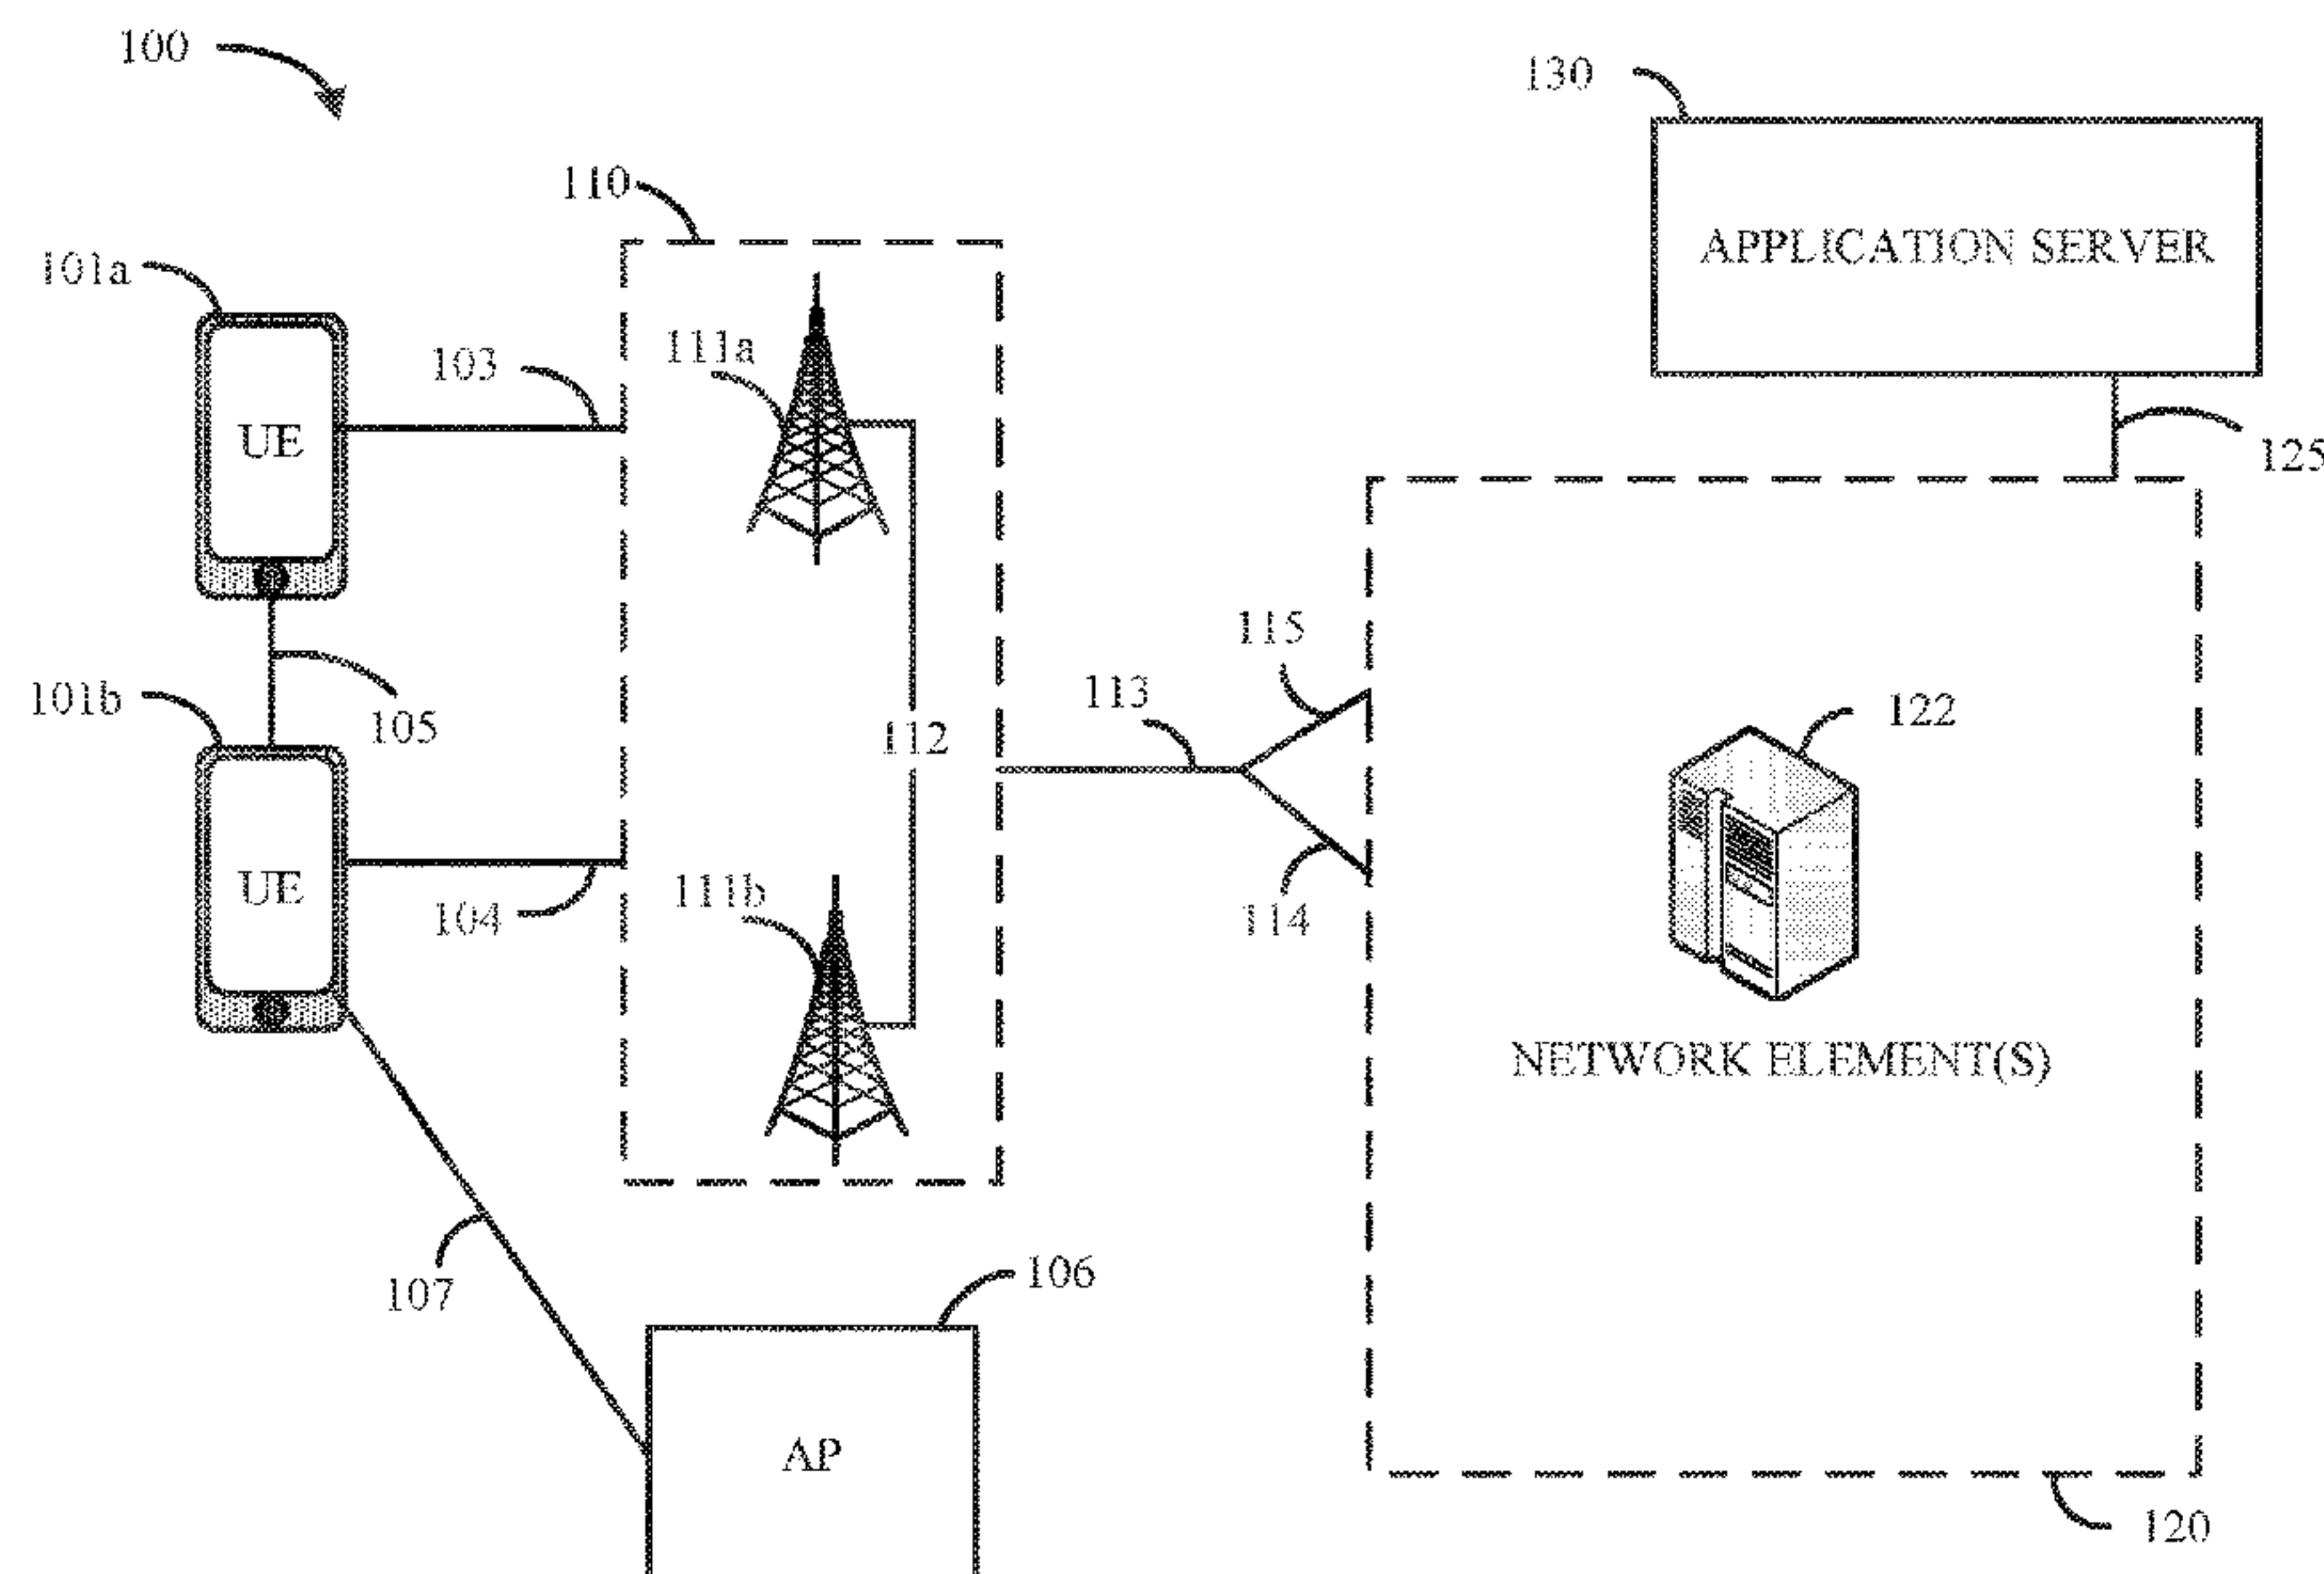 100
130
110
APPLICATION SERVER
101a
111a
103
UE
125
115
113
122
101b
105
112
UE
111b
104
114
NETWORK ELEMENT(S)
107
106
AP
120